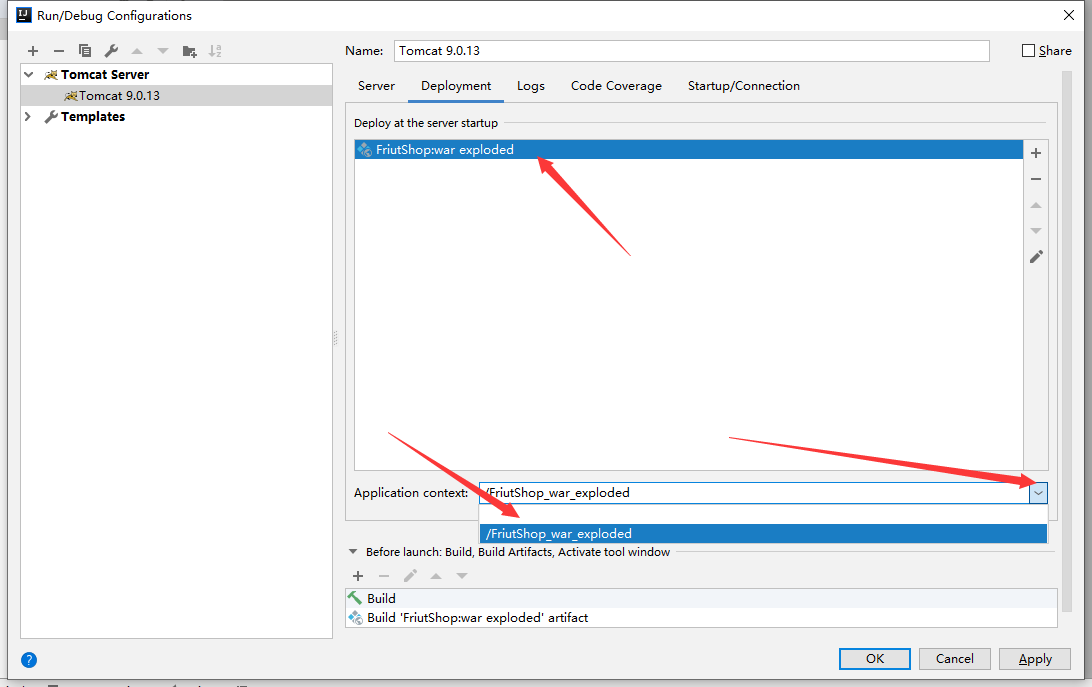 Run/Debug Configurations
Name: Tomcat 9.0.13
Share
Tomcat Server
Tomcat 9.0.13
Templates
Server Deployment Logs Code Coverage Startup/Connection
Deploy at the server startup
FriutShop:war exploded
Application context: /FriutShop_war_exploded
/FriutShop_war_exploded
Before launch: Build, Build Artifacts, Activate tool window
Build
Build 'FriutShop:war exploded' artifact
OK Cancel Apply